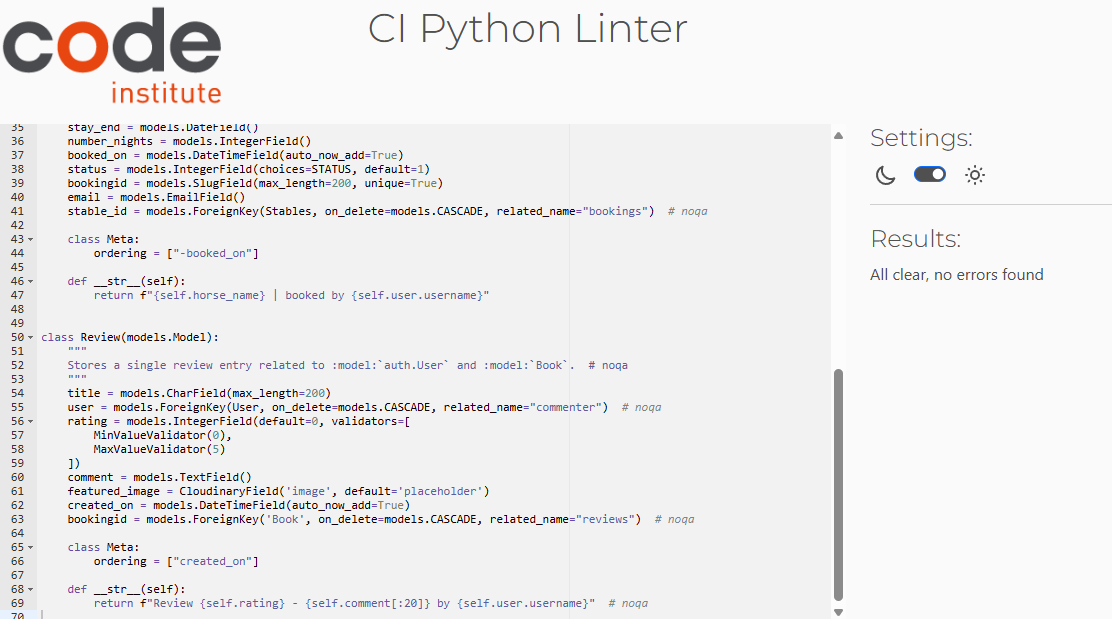 code
institute
CI Python Linter
35 stay_end = models.DateField()
36 number_nights = models.IntegerField()
37 booked_on = models.DateTimeField(auto_now_add=True)
38 status = models.IntegerField(choices=STATUS, default=1)
39 bookingid = models.SlugField(max_length=200, unique=True)
40 email = models.EmailField()
41 stable_id = models.ForeignKey(Stables, on_delete=models.CASCADE, related_name="bookings")  # noqa
42
43 class Meta:
44 ordering = ["-booked_on"]
45
46 def __str__(self):
47 return f"{self.horse_name} | booked by {self.user.username}"
48
49
50 class Review(models.Model):
51 """
52 Stores a single review entry related to :model:`auth.User` and :model:`Book`.  # noqa
53 """
54 title = models.CharField(max_length=200)
55 user = models.ForeignKey(User, on_delete=models.CASCADE, related_name="commenter")  # noqa
56 rating = models.IntegerField(default=0, validators=[
57 MinValueValidator(0),
58 MaxValueValidator(5)
59 ])
60 comment = models.TextField()
61 featured_image = CloudinaryField('image', default='placeholder')
62 created_on = models.DateTimeField(auto_now_add=True)
63 bookingid = models.ForeignKey('Book', on_delete=models.CASCADE, related_name="reviews")  # noqa
64
65 class Meta:
66 ordering = ["created_on"]
67
68 def __str__(self):
69 return f"Review {self.rating} - {self.comment[:20]} by {self.user.username}"  # noqa
70
Settings:
Results:
All clear, no errors found